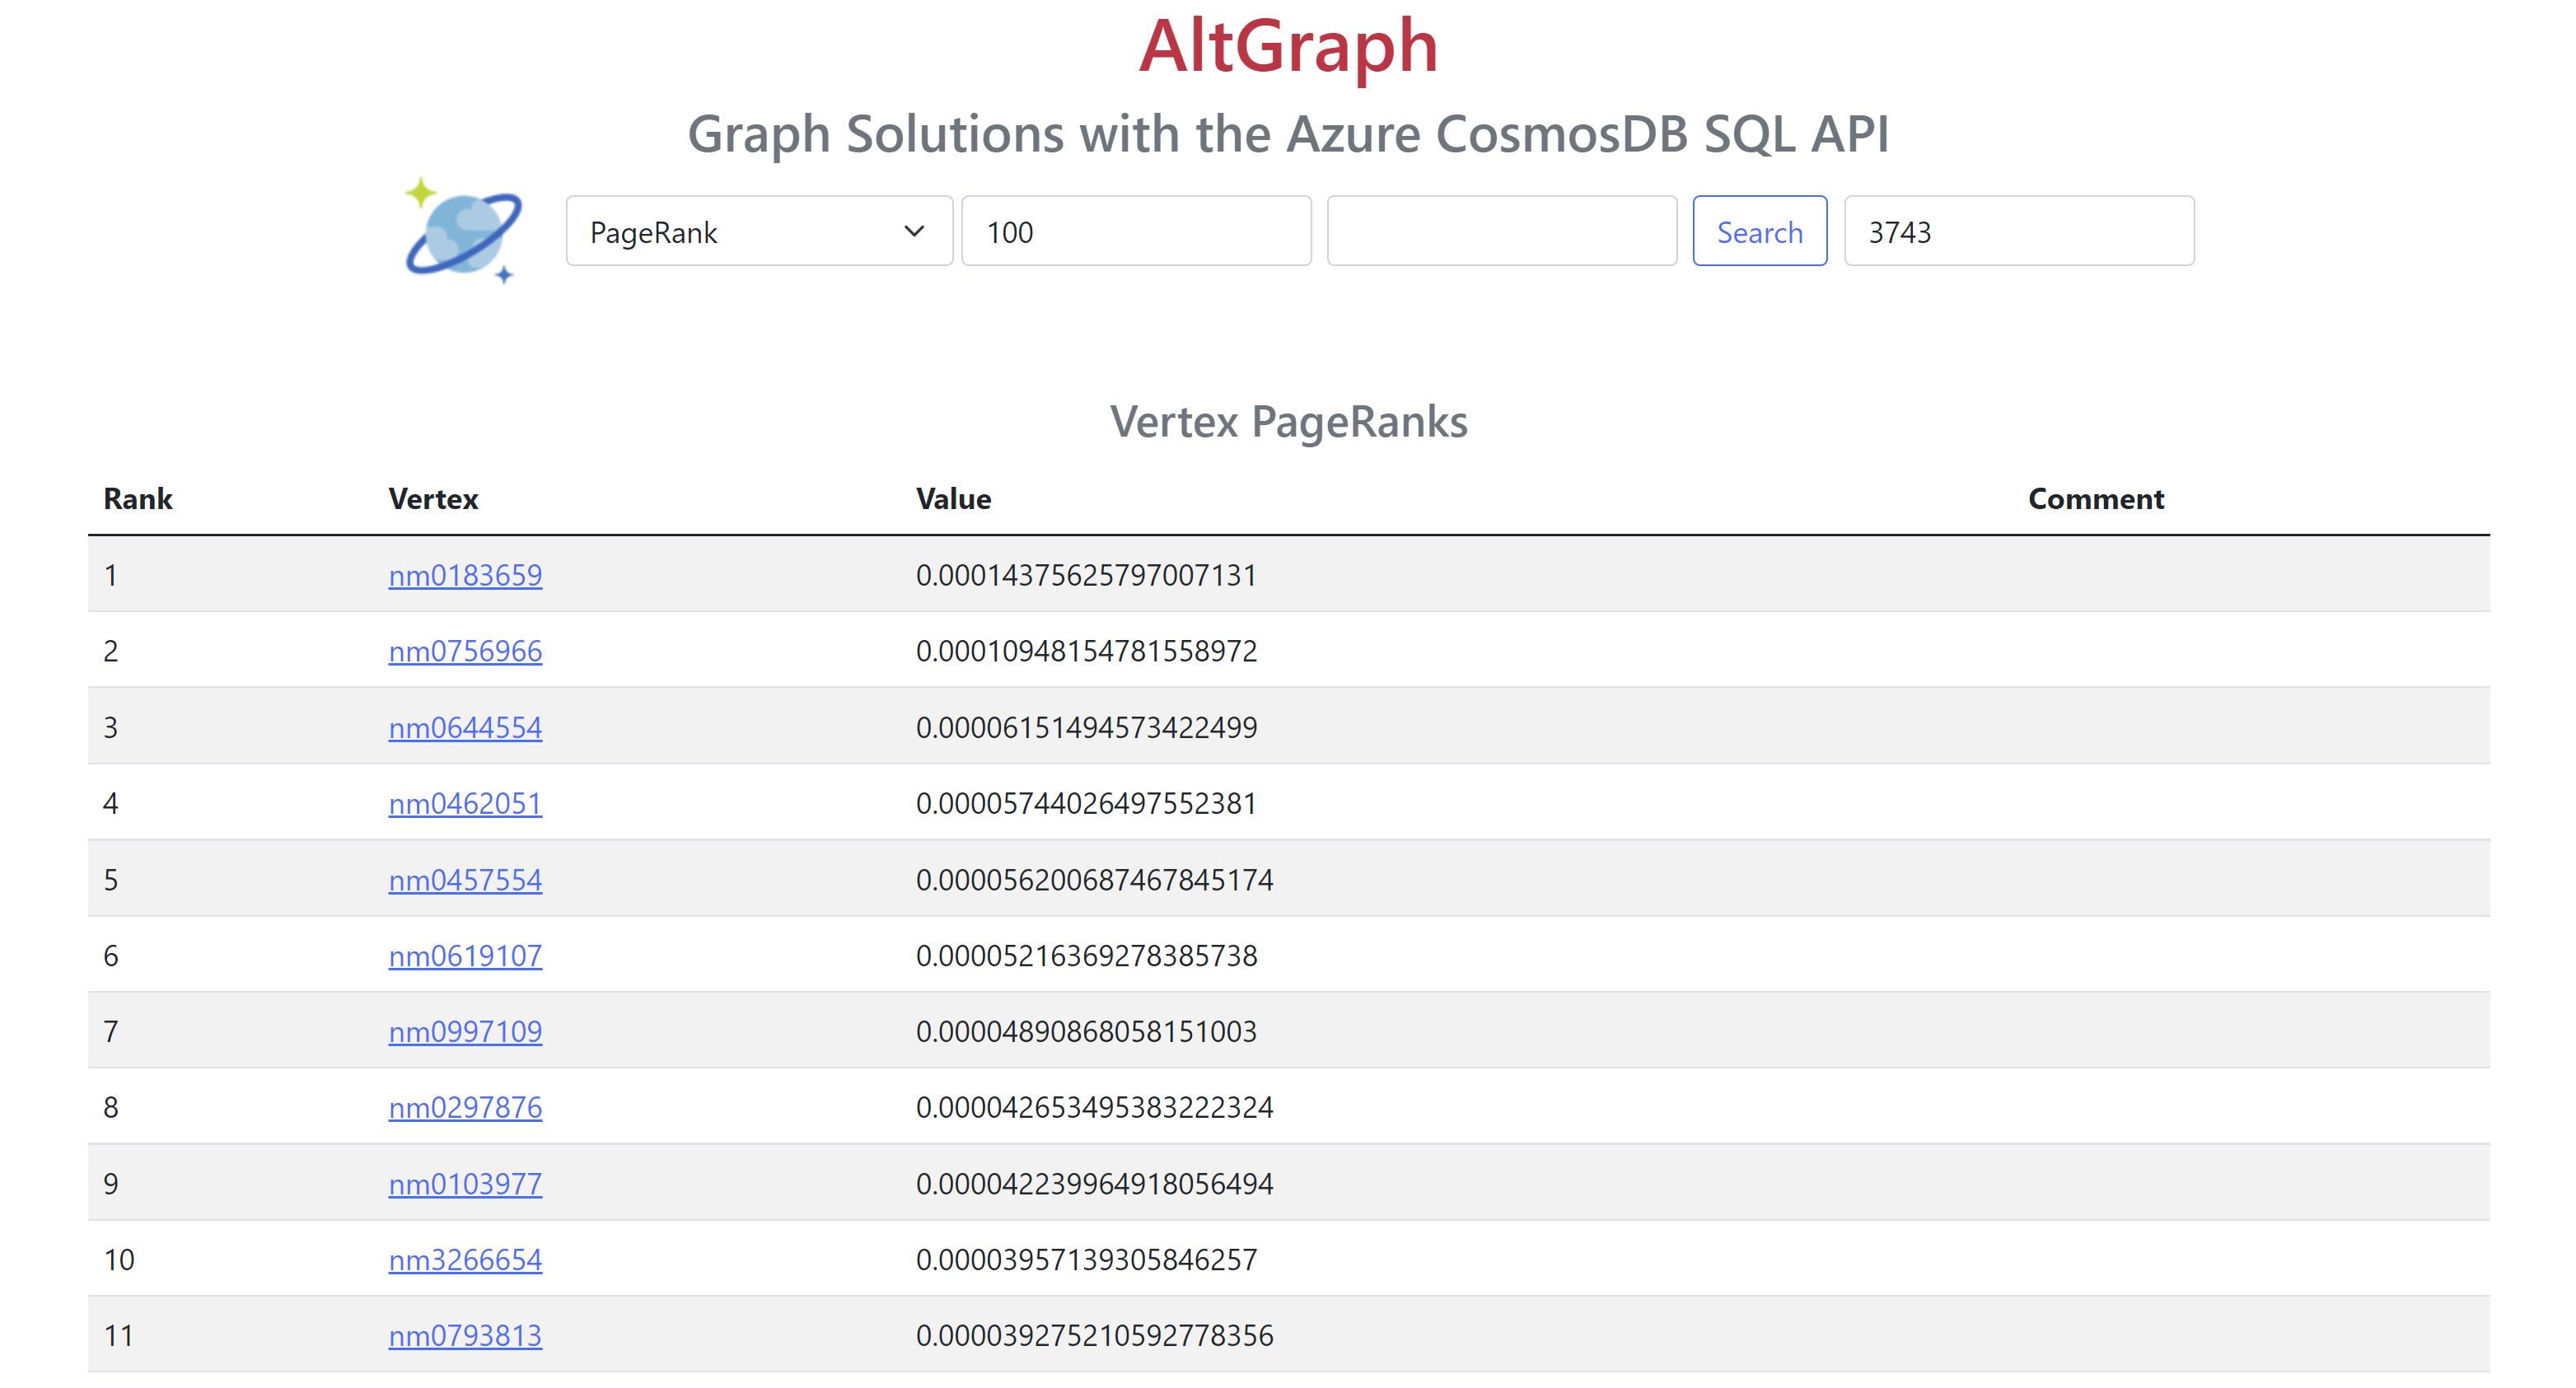 AltGraph
Graph Solutions with the Azure CosmosDB SQL API
PageRank 100 Search 3743
Vertex PageRanks
Rank Vertex Value Comment
1 nm0183659 0.00014375625797007131
2 nm0756966 0.00010948154781558972
3 nm0644554 0.00006151494573422499
4 nm0462051 0.00005744026497552381
5 nm0457554 0.000056200687467845174
6 nm0619107 0.00005216369278385738
7 nm0997109 0.00004890868058151003
8 nm0297876 0.000042653495383222324
9 nm0103977 0.000042239964918056494
10 nm3266654 0.00003957139305846257
11 nm0793813 0.000039275210592778356